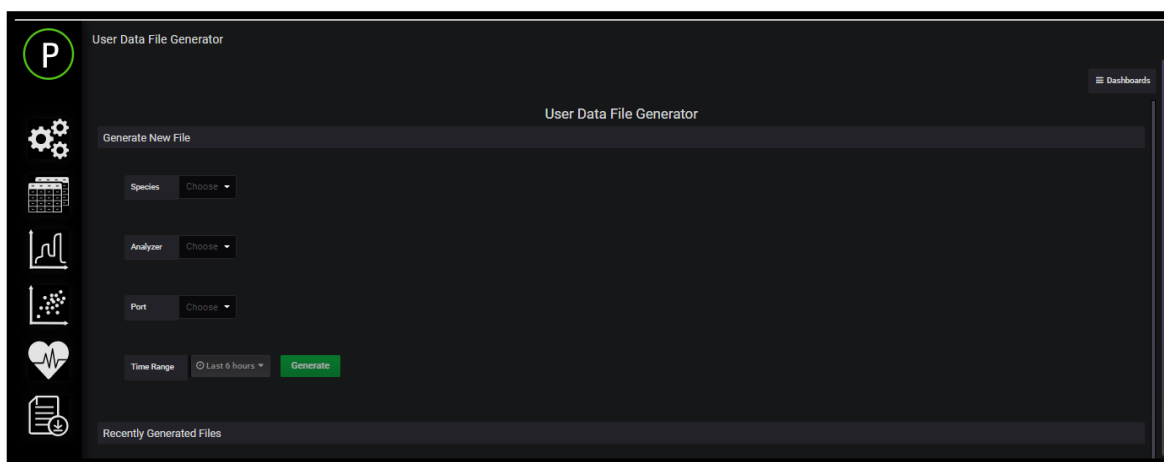 P
User Data File Generator
Dashboards
User Data File Generator
Generate New File
Species Choose
Analyzer Choose
Port Choose
Time Range Last 6 hours Generate
Recently Generated Files